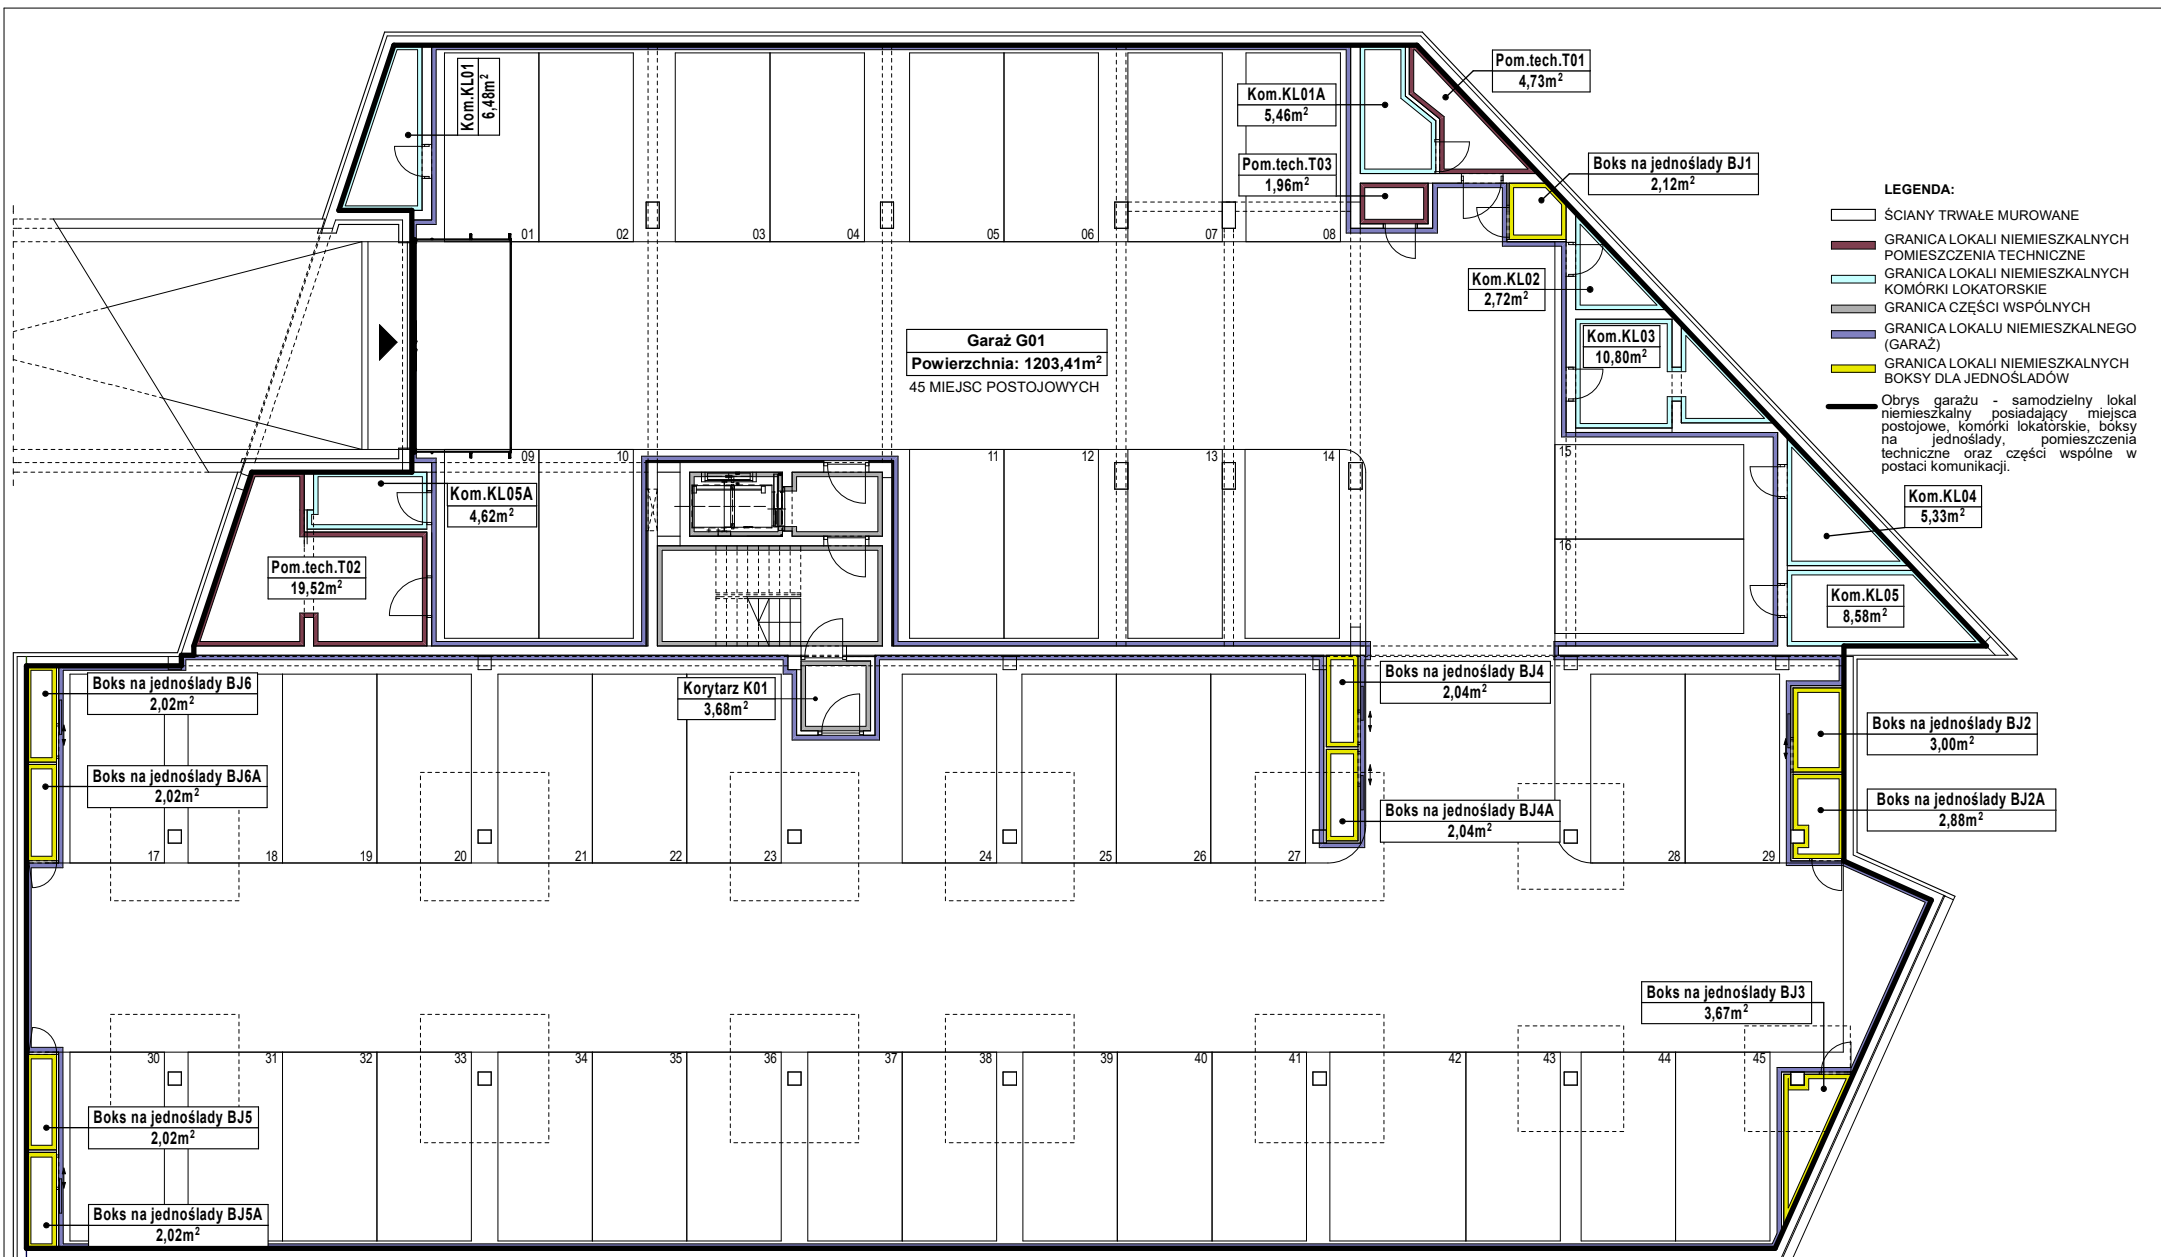 Kom.KL01
6,48m²
Pom.tech.T01
4,73m²
Kom.KL01A
5,46m²
Pom.tech.T03
1,96m²
Boks na jednoślady BJ1
2,12m²
LEGENDA:
ŚCIANY TRWAŁE MUROWANE
GRANICA LOKALI NIEMIESZKALNYCH
POMIESZCZENIA TECHNICZNE
GRANICA LOKALI NIEMIESZKALNYCH
KOMÓRKI LOKATORSKIE
GRANICA CZĘŚCI WSPÓLNYCH
GRANICA LOKALU NIEMIESZKALNEGO
(GARAŻ)
GRANICA LOKALI NIEMIESZKALNYCH
BOKSY DLA JEDNOŚLADÓW
Obrys garażu - samodzielny lokal
niemieszkalny posiadający miejsca
postojowe, komórki lokatorskie, boksy
na jednoślady, pomieszczenia
techniczne oraz części wspólne w
postaci komunikacji.
01 02 03 04 05 06 07 08
Kom.KL02
2,72m²
Garaż G01
Powierzchnia: 1203,41m²
45 MIEJSC POSTOJOWYCH
Kom.KL03
10,80m²
09 10 11 12 13 14 15
16
Kom.KL05A
4,62m²
Kom.KL04
5,33m²
Pom.tech.T02
19,52m²
Kom.KL05
8,58m²
Boks na jednoślady BJ6
2,02m²
Korytarz K01
3,68m²
Boks na jednoślady BJ4
2,04m²
Boks na jednoślady BJ2
3,00m²
Boks na jednoślady BJ6A
2,02m²
Boks na jednoślady BJ4A
2,04m²
Boks na jednoślady BJ2A
2,88m²
17 18 19 20 21 22 23 24 25 26 27 28 29
Boks na jednoślady BJ3
3,67m²
30 31 32 33 34 35 36 37 38 39 40 41 42 43 44 45
Boks na jednoślady BJ5
2,02m²
Boks na jednoślady BJ5A
2,02m²